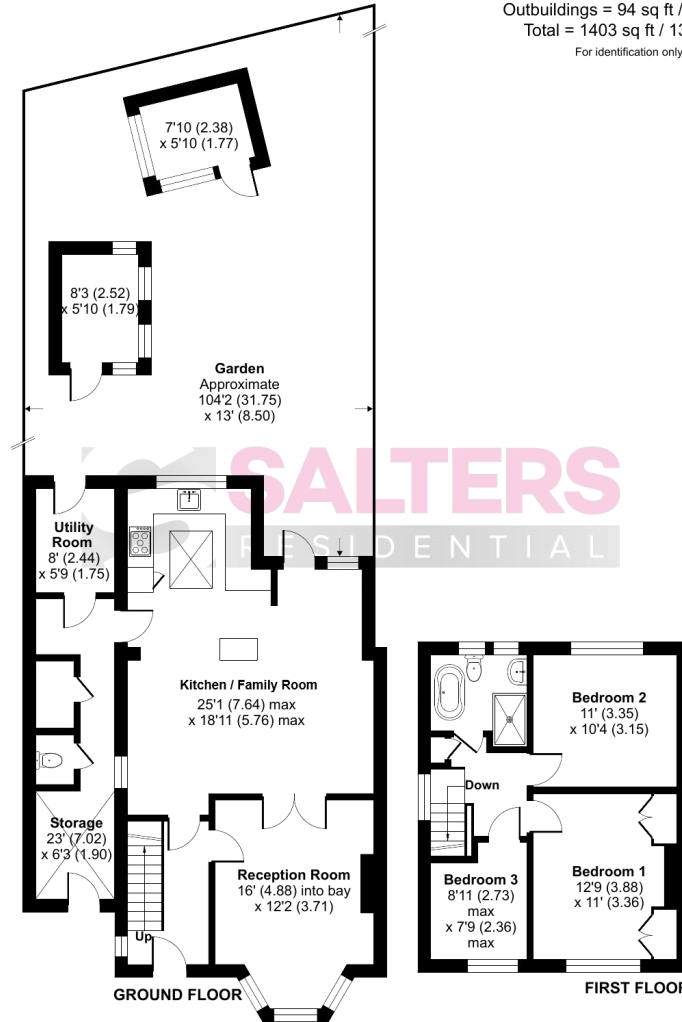 Outbuildings = 94 sq ft /
Total = 1403 sq ft / 13
For identification only
7'10 (2.38)
x 5'10 (1.77)
8'3 (2.52)
x 5'10 (1.79)
Garden
Approximate
104'2 (31.75)
x 13' (8.50)
SALTERS
RESIDENTIAL
Utility
Room
8' (2.44)
x 5'9 (1.75)
Kitchen / Family Room
25'1 (7.64) max
x 18'11 (5.76) max
Storage
23' (7.02)
x 6'3 (1.90)
Reception Room
16' (4.88) into bay
x 12'2 (3.71)
Up
GROUND FLOOR
Bedroom 2
11' (3.35)
x 10'4 (3.15)
Down
Bedroom 1
12'9 (3.88)
x 11' (3.36)
Bedroom 3
8'11 (2.73)
max
x 7'9 (2.36)
max
FIRST FLOOR